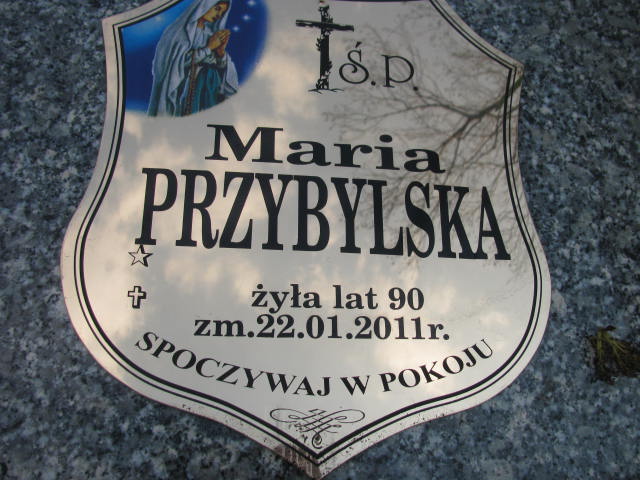 Ś.P.
Maria
PRZYBYLSKA
żyła lat 90
zm.22.01.2011r.
SPOCZYWAJ W POKOJU